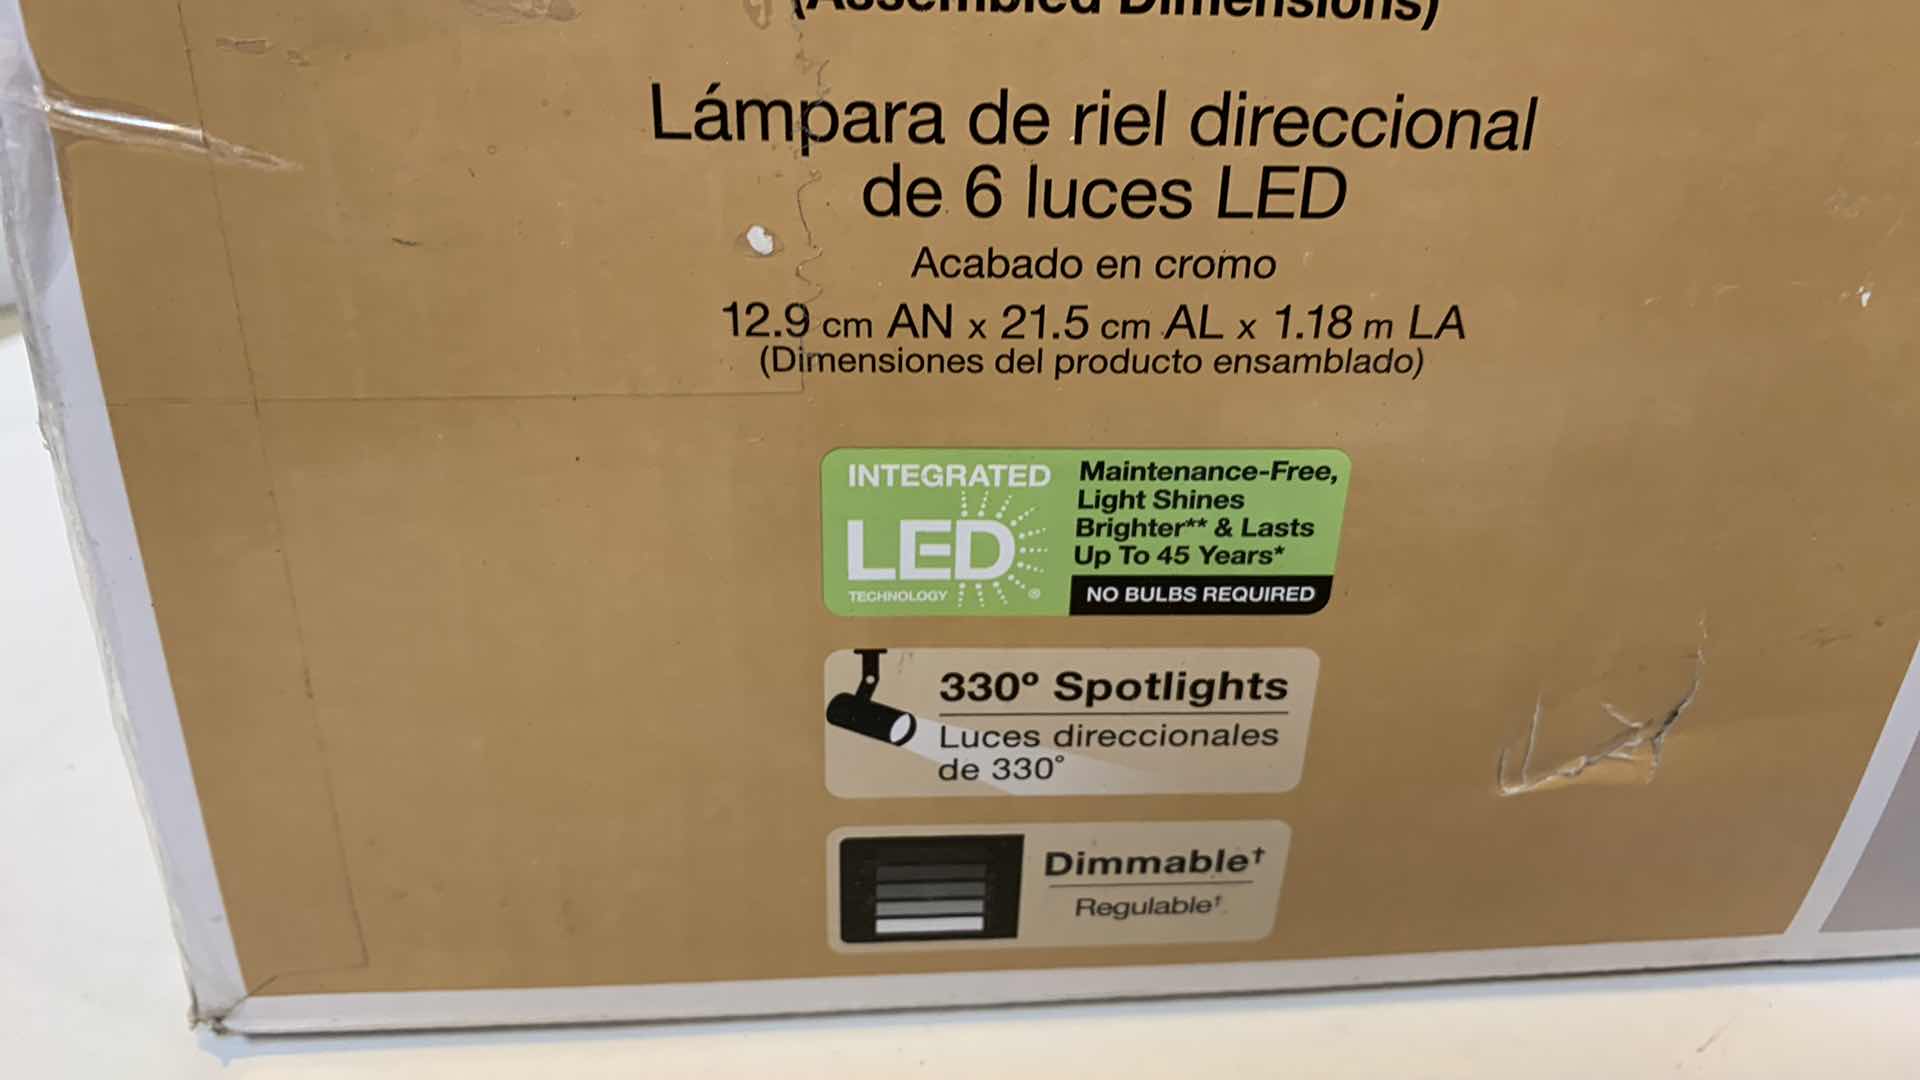 (Assembled Dimensions)
Lámpara de riel direccional
de 6 luces LED
Acabado en cromo
12.9 cm AN x 21.5 cm AL x 1.18 m LA
(Dimensiones del producto ensamblado)
INTEGRATED
LED
TECHNOLOGY ®
Maintenance-Free,
Light Shines
Brighter** & Lasts
Up To 45 Years*
NO BULBS REQUIRED
330° Spotlights
Luces direccionales
de 330°
Dimmable†
Regulable†